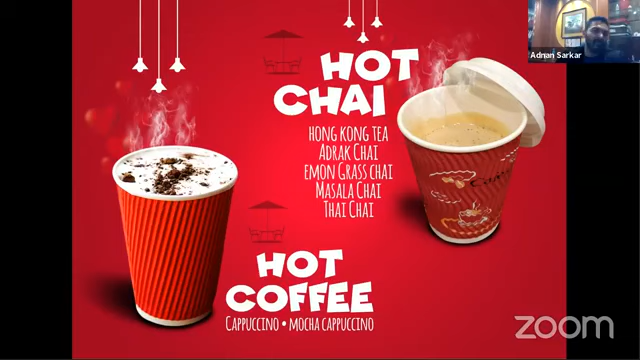 Adnan Sarkar
HOT
CHAI
HONG KONG TEA
ADRAK CHAI
EMON GRASS CHAI
MASALA CHAI
THAI CHAI
HOT
COFFEE
CAPPUCCINO • MOCHA CAPPUCCINO
zoom